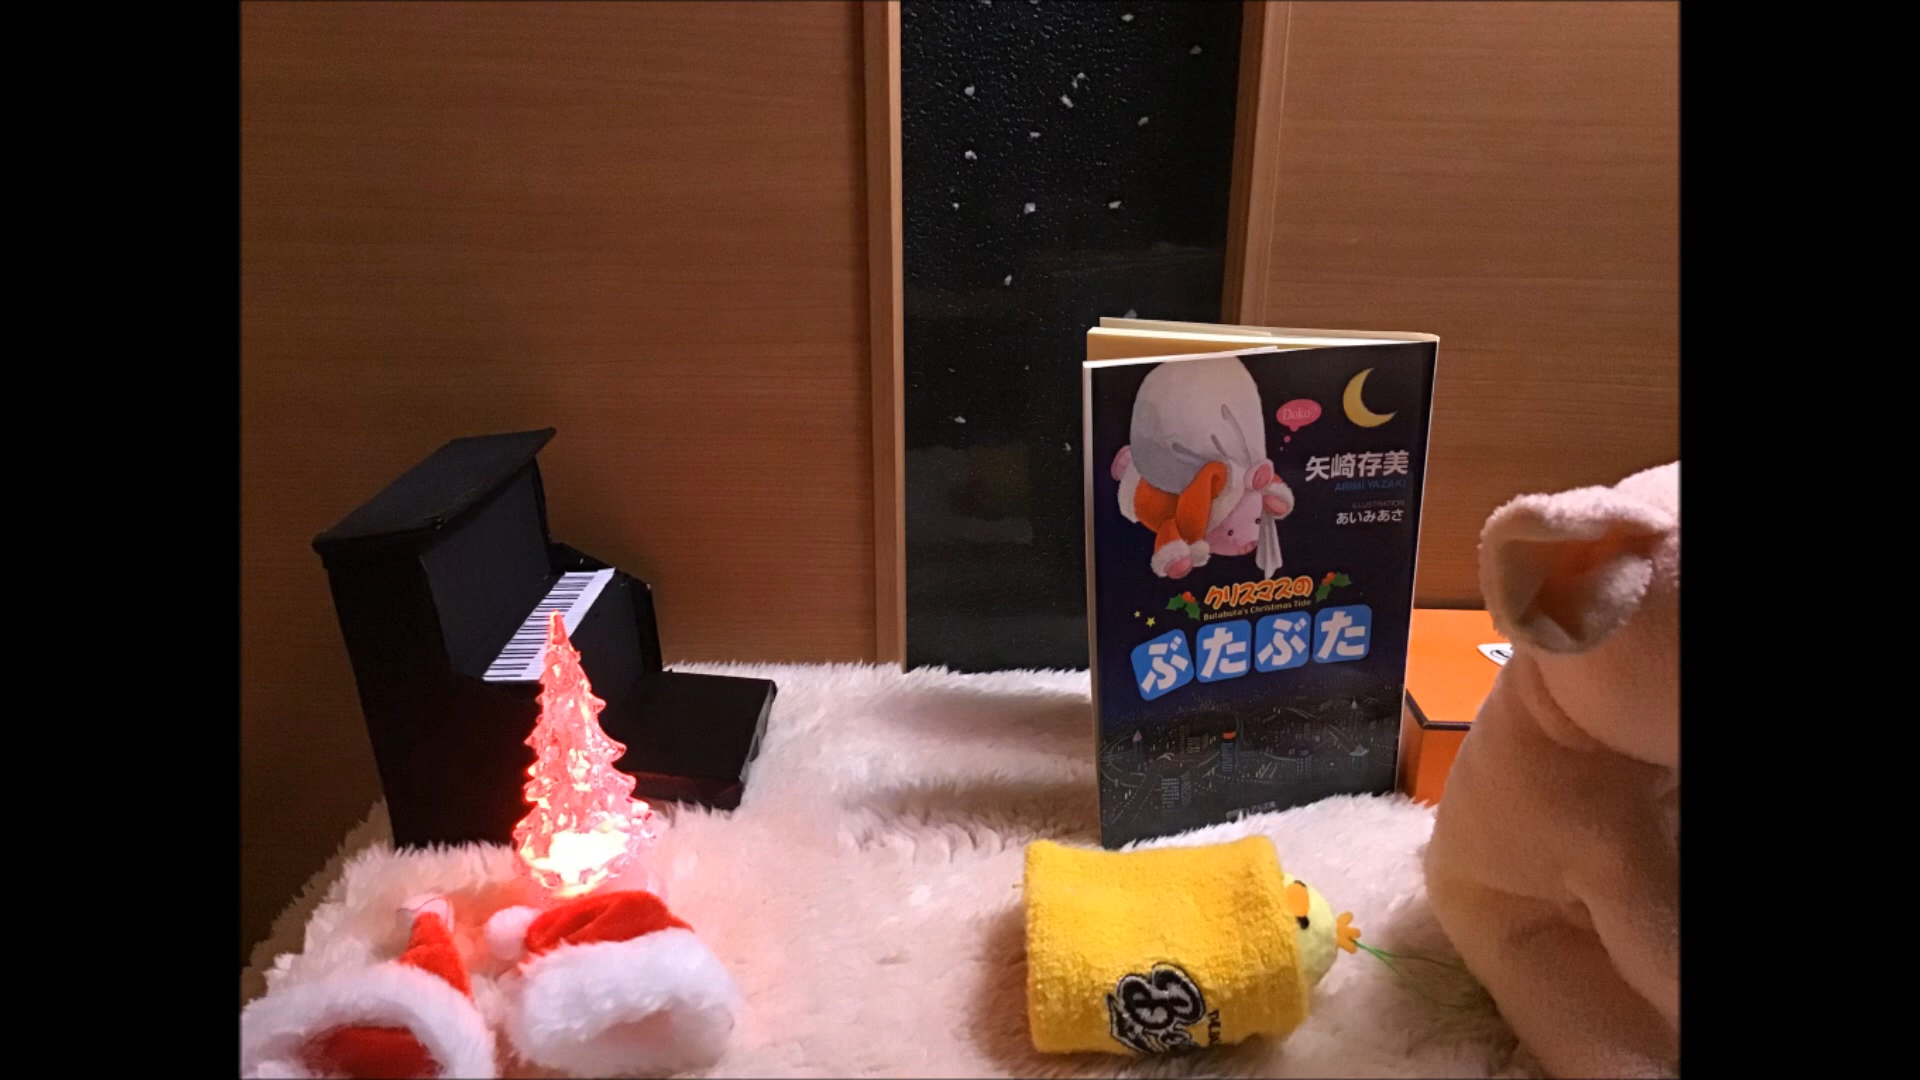 Doko?
矢崎存美
ARIMI YAZAKI
ILLUSTRATION
あいみあさ
クリスマスの
Butabuta's Christmas Tide
ぶたぶた